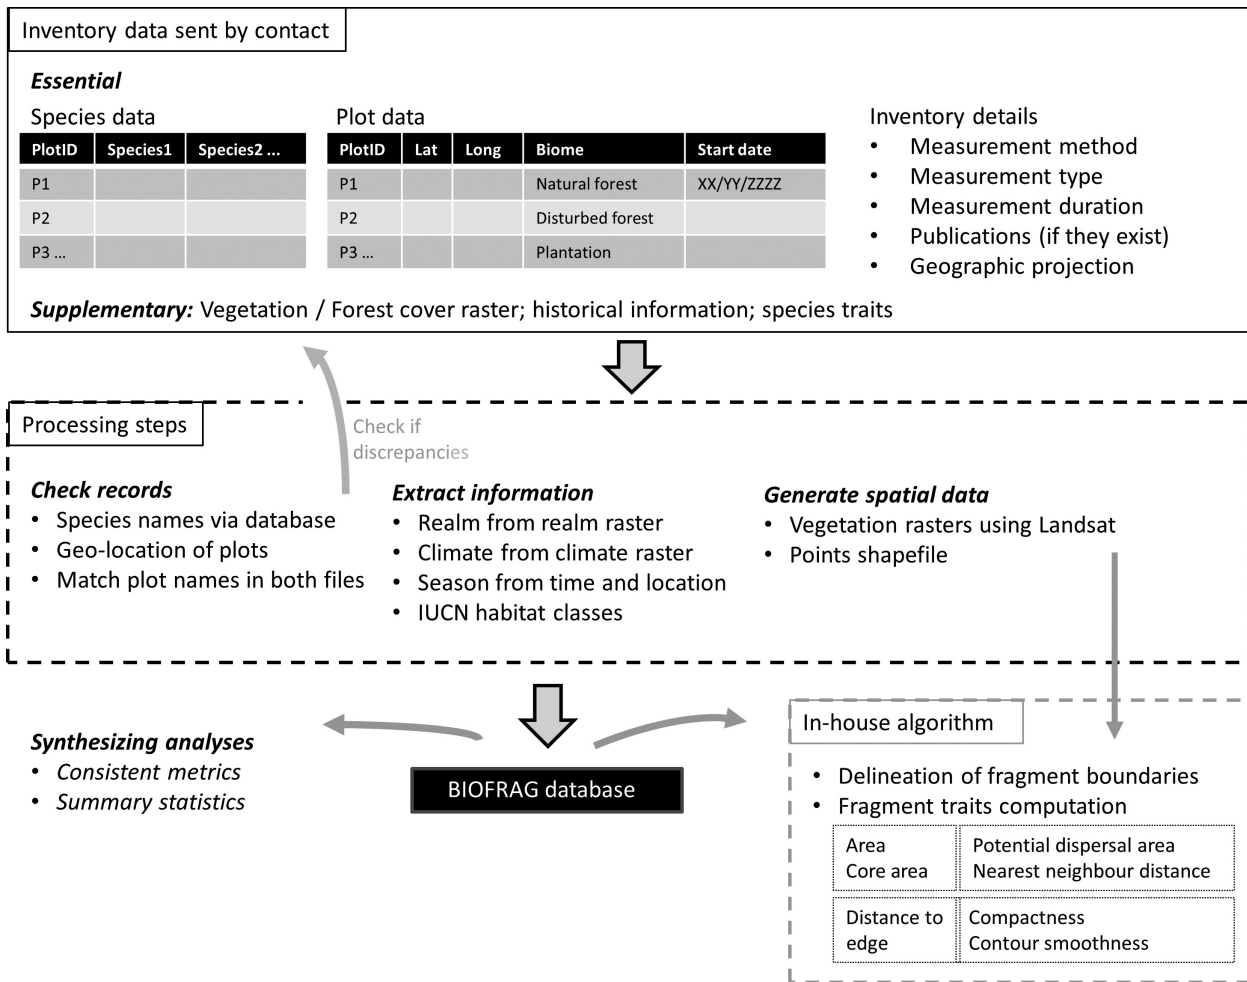 Inventory data sent by contact
Essential
Species data
PlotID Species1 Species2 ...
P1
P2
P3 ...
Plot data
PlotID Lat Long Biome Start date
P1 Natural forest XX/YY/ZZZZ
P2 Disturbed forest
P3 ... Plantation
Inventory details
• Measurement method
• Measurement type
• Measurement duration
• Publications (if they exist)
• Geographic projection
Supplementary: Vegetation / Forest cover raster; historical information; species traits
Processing steps
Check if
discrepancies
Check records
• Species names via database
• Geo-location of plots
• Match plot names in both files
Extract information
• Realm from realm raster
• Climate from climate raster
• Season from time and location
• IUCN habitat classes
Generate spatial data
• Vegetation rasters using Landsat
• Points shapefile
Synthesizing analyses
• Consistent metrics
• Summary statistics
BIOFRAG database
In-house algorithm
• Delineation of fragment boundaries
• Fragment traits computation
Area
Core area
Potential dispersal area
Nearest neighbour distance
Distance to
edge
Compactness
Contour smoothness